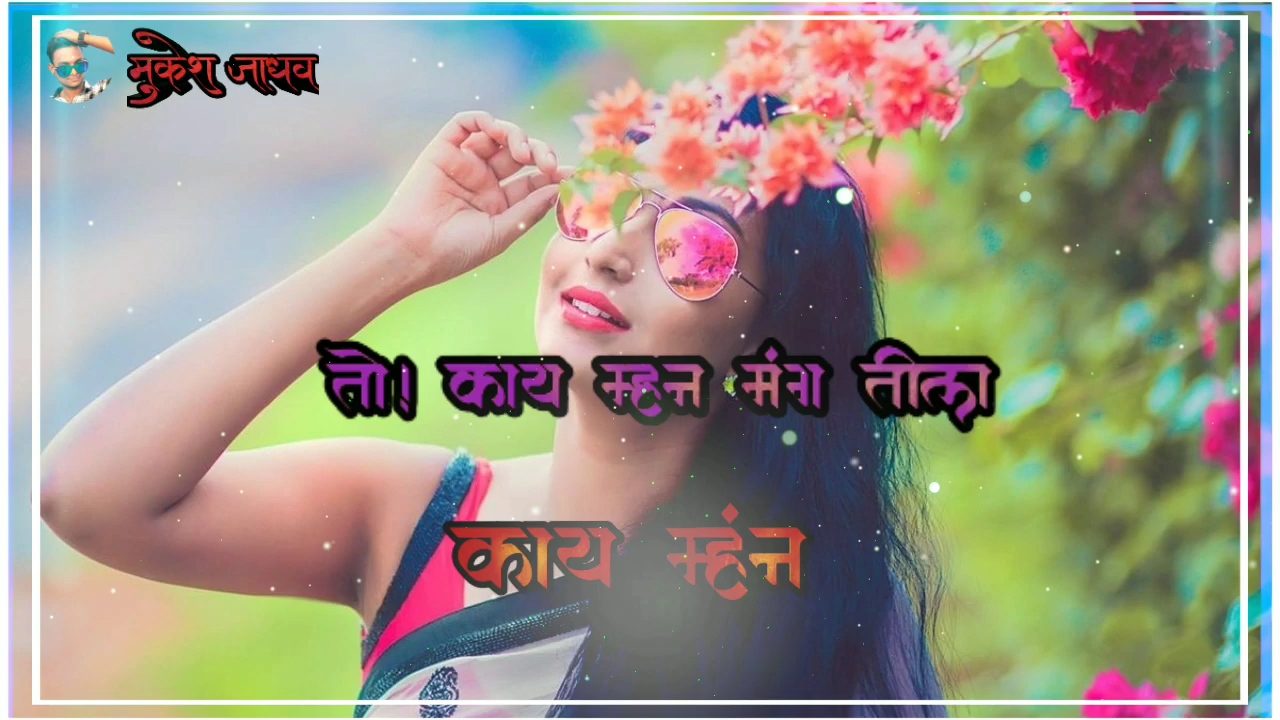 मुकेश जाधव
तो। काय म्हनं मंग तीला
काय म्हंनं